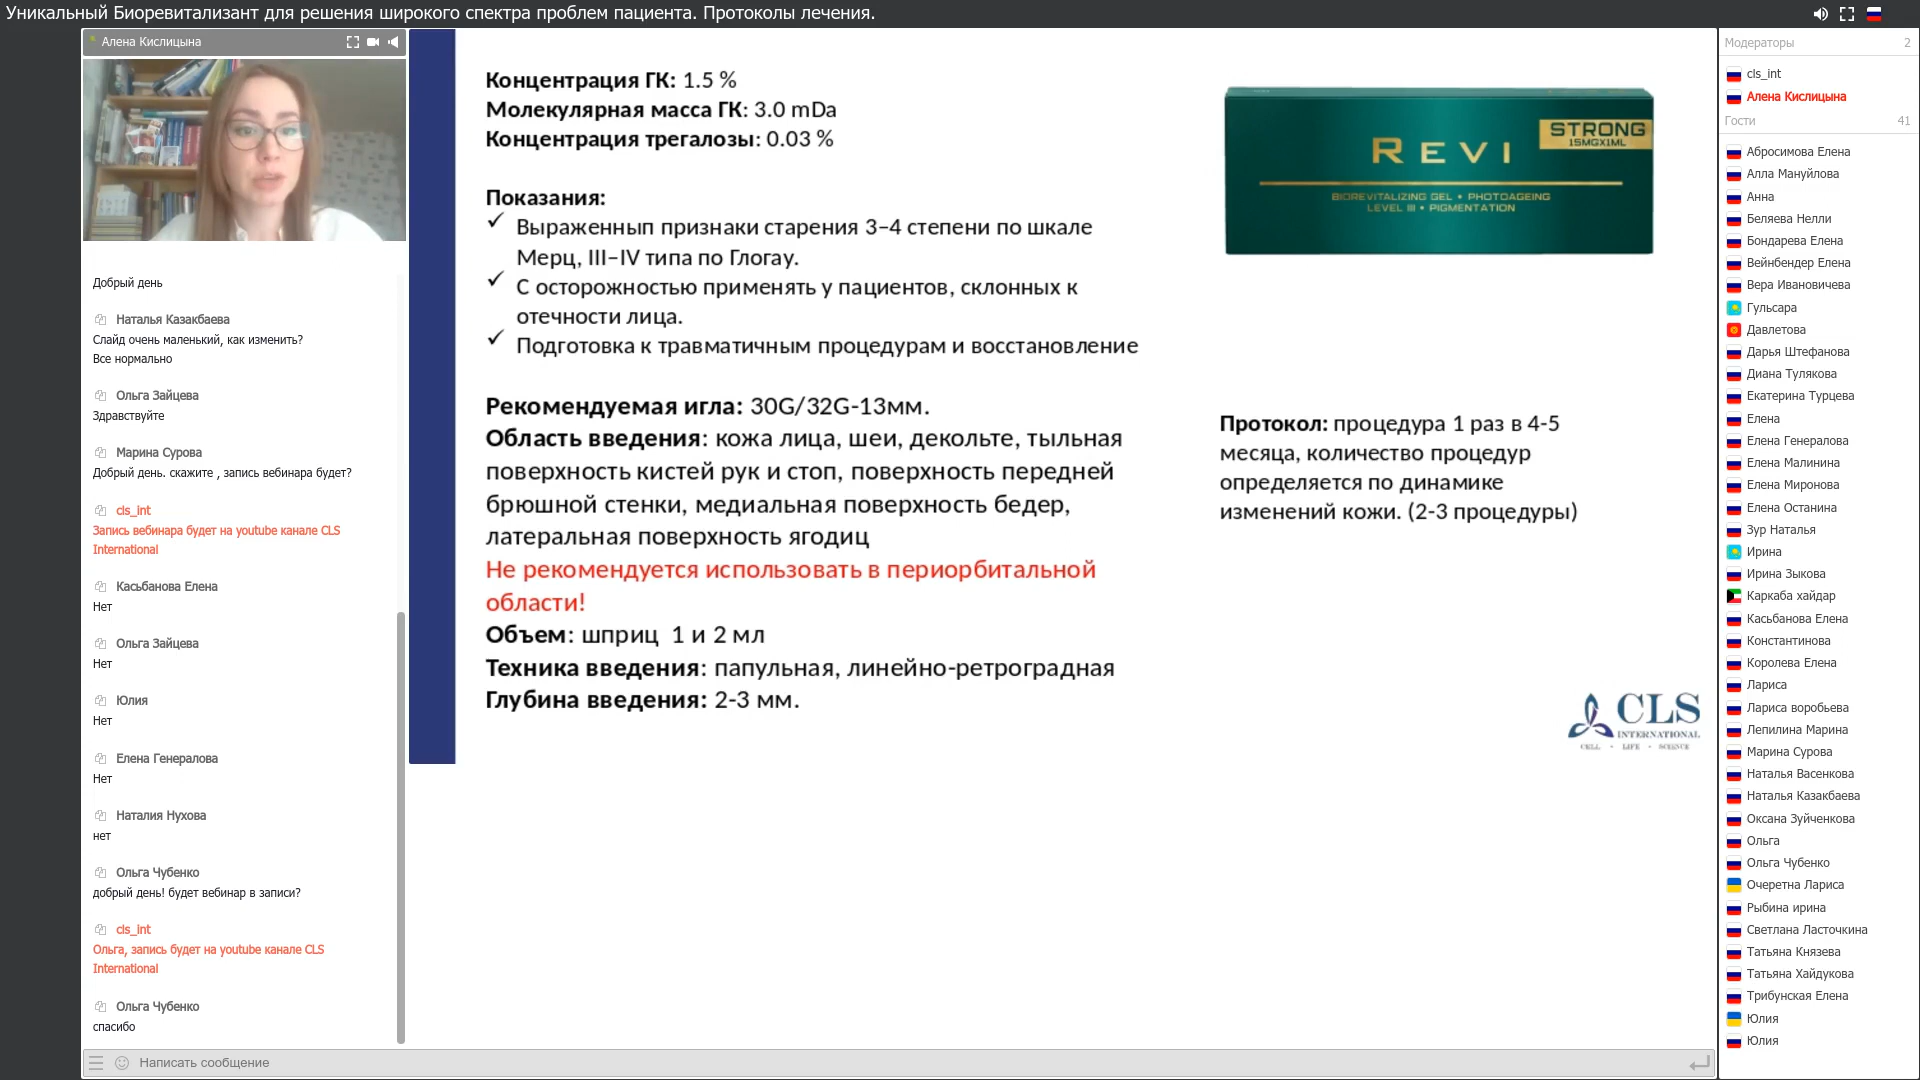 Уникальный Биоревитализант для решения широкого спектра проблем пациента. Протоколы лечения.
Алена Кислицына
Добрый день
Наталья Казакбаева
Слайд очень маленький, как изменить?
Все нормально
Ольга Зайцева
Здравствуйте
Марина Сурова
Добрый день. скажите , запись вебинара будет?
cls_int
Запись вебинара будет на youtube канале CLS
International
Касьбанова Елена
Нет
Ольга Зайцева
Нет
Юлия
Нет
Елена Генералова
Нет
Наталия Нухова
нет
Ольга Чубенко
добрый день! будет вебинар в записи?
cls_int
Ольга, запись будет на youtube канале CLS
International
Ольга Чубенко
спасибо
Написать сообщение
Концентрация ГК: 1.5 %
Молекулярная масса ГК: 3.0 mDa
Концентрация трегалозы: 0.03 %
Показания:
✓ Выраженнып признаки старения 3–4 степени по шкале
Мерц, III–IV типа по Глогау.
✓ С осторожностью применять у пациентов, склонных к
отечности лица.
✓ Подготовка к травматичным процедурам и восстановление
Рекомендуемая игла: 30G/32G-13мм.
Область введения: кожа лица, шеи, декольте, тыльная
поверхность кистей рук и стоп, поверхность передней
брюшной стенки, медиальная поверхность бедер,
латеральная поверхность ягодиц
Не рекомендуется использовать в периорбитальной
области!
Объем: шприц 1 и 2 мл
Техника введения: папульная, линейно-ретроградная
Глубина введения: 2-3 мм.
STRONG
15MGX1ML
REVI
BIOREVITALIZING GEL • PHOTOAGEING
LEVEL III • PIGMENTATION
Протокол: процедура 1 раз в 4-5
месяца, количество процедур
определяется по динамике
изменений кожи. (2-3 процедуры)
CLS
INTERNATIONAL
CELL • LIFE • SCIENCE
Модераторы 2
cls_int
Алена Кислицына
Гости 41
Абросимова Елена
Алла Мануйлова
Анна
Беляева Нелли
Бондарева Елена
Вейнбендер Елена
Вера Ивановичева
Гульсара
Давлетова
Дарья Штефанова
Диана Тулякова
Екатерина Турцева
Елена
Елена Генералова
Елена Малинина
Елена Миронова
Елена Останина
Зур Наталья
Ирина
Ирина Зыкова
Каркаба хайдар
Касьбанова Елена
Константинова
Королева Елена
Лариса
Лариса воробьева
Лепилина Марина
Марина Сурова
Наталья Васенкова
Наталья Казакбаева
Оксана Зуйченкова
Ольга
Ольга Чубенко
Очеретна Лариса
Рыбина ирина
Светлана Ласточкина
Татьяна Князева
Татьяна Хайдукова
Трибунская Елена
Юлия
Юлия